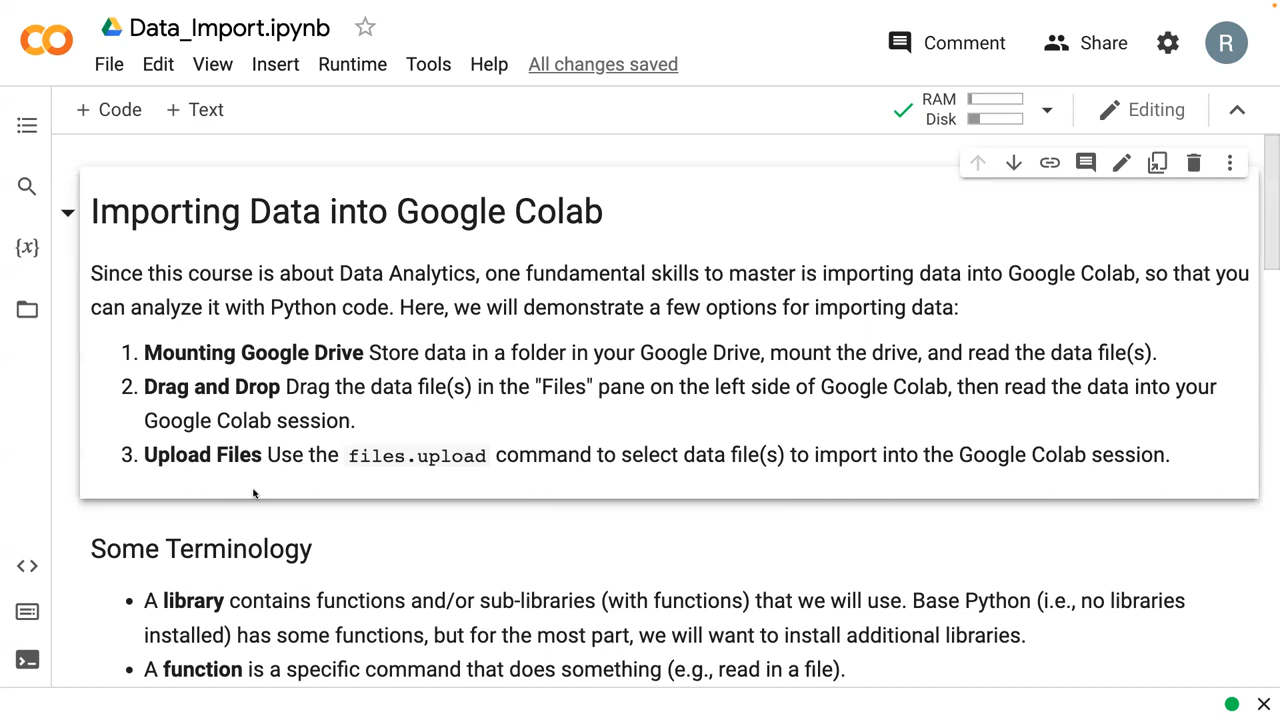 Data_Import.ipynb
Comment
Share
R
File Edit View Insert Runtime Tools Help All changes saved
+ Code + Text
RAM
Disk
Editing
{x}
Importing Data into Google Colab
Since this course is about Data Analytics, one fundamental skills to master is importing data into Google Colab, so that you
can analyze it with Python code. Here, we will demonstrate a few options for importing data:
1. Mounting Google Drive Store data in a folder in your Google Drive, mount the drive, and read the data file(s).
2. Drag and Drop Drag the data file(s) in the "Files" pane on the left side of Google Colab, then read the data into your
Google Colab session.
3. Upload Files Use the files.upload command to select data file(s) to import into the Google Colab session.
Some Terminology
• A library contains functions and/or sub-libraries (with functions) that we will use. Base Python (i.e., no libraries
installed) has some functions, but for the most part, we will want to install additional libraries.
• A function is a specific command that does something (e.g., read in a file).